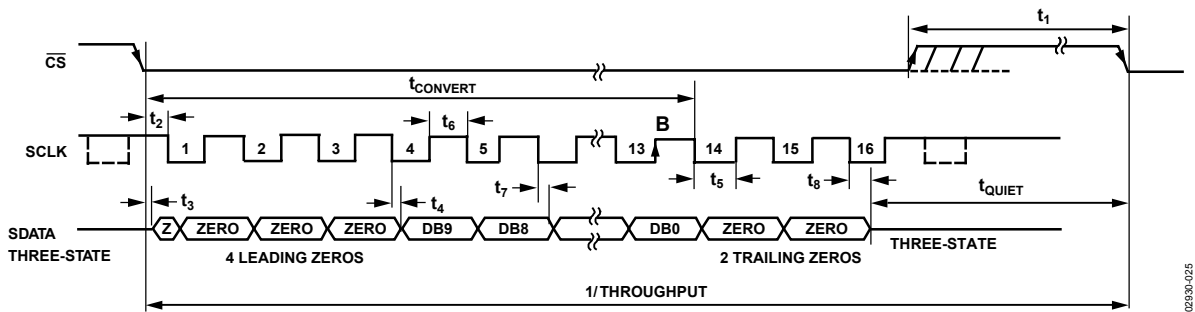 t1
CS
tCONVERT
t2
t6
B
SCLK
1 2 3 4 5 13 14 15 16
t3
t4
t7
t5
t8
tQUIET
SDATA
THREE-STATE
Z ZERO ZERO ZERO DB9 DB8 DB0 ZERO ZERO
THREE-STATE
4 LEADING ZEROS
2 TRAILING ZEROS
1/THROUGHPUT
02930-025